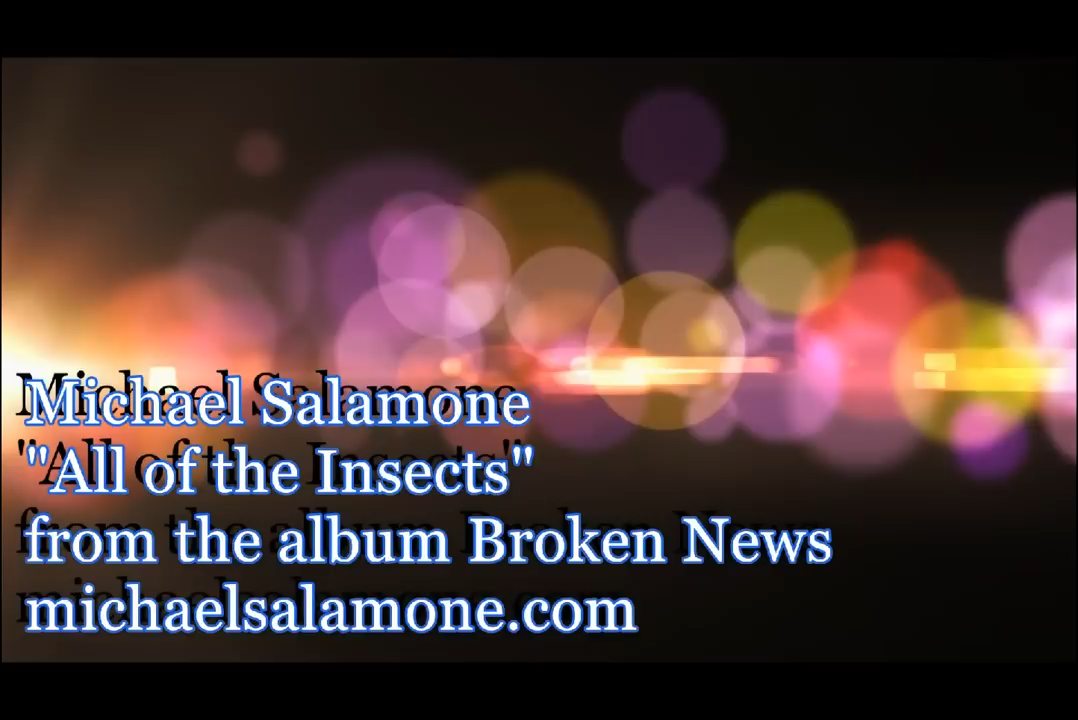 Michael Salamone
"All of the Insects"
from the album Broken News
michaelsalamone.com